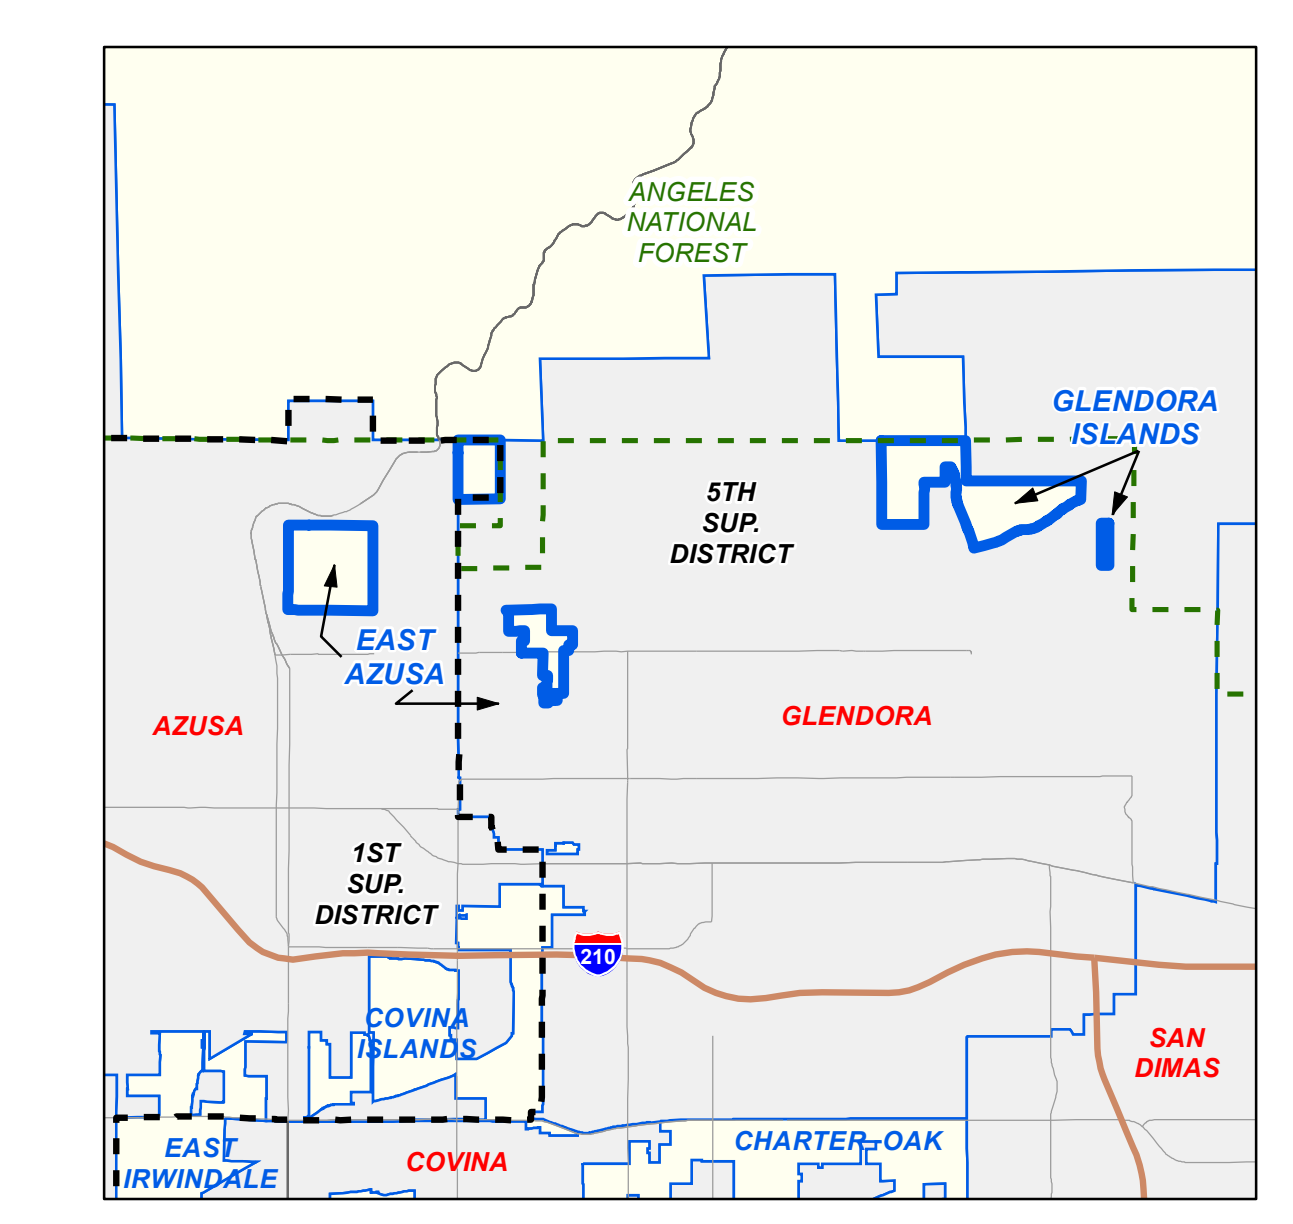 ANGELES
NATIONAL
FOREST
GLENDORA
ISLANDS
5TH
SUP.
DISTRICT
EAST
AZUSA
AZUSA
GLENDORA
1ST
SUP.
DISTRICT
210
COVINA
ISLANDS
SAN
DIMAS
EAST
IRWINDALE
COVINA
CHARTER OAK